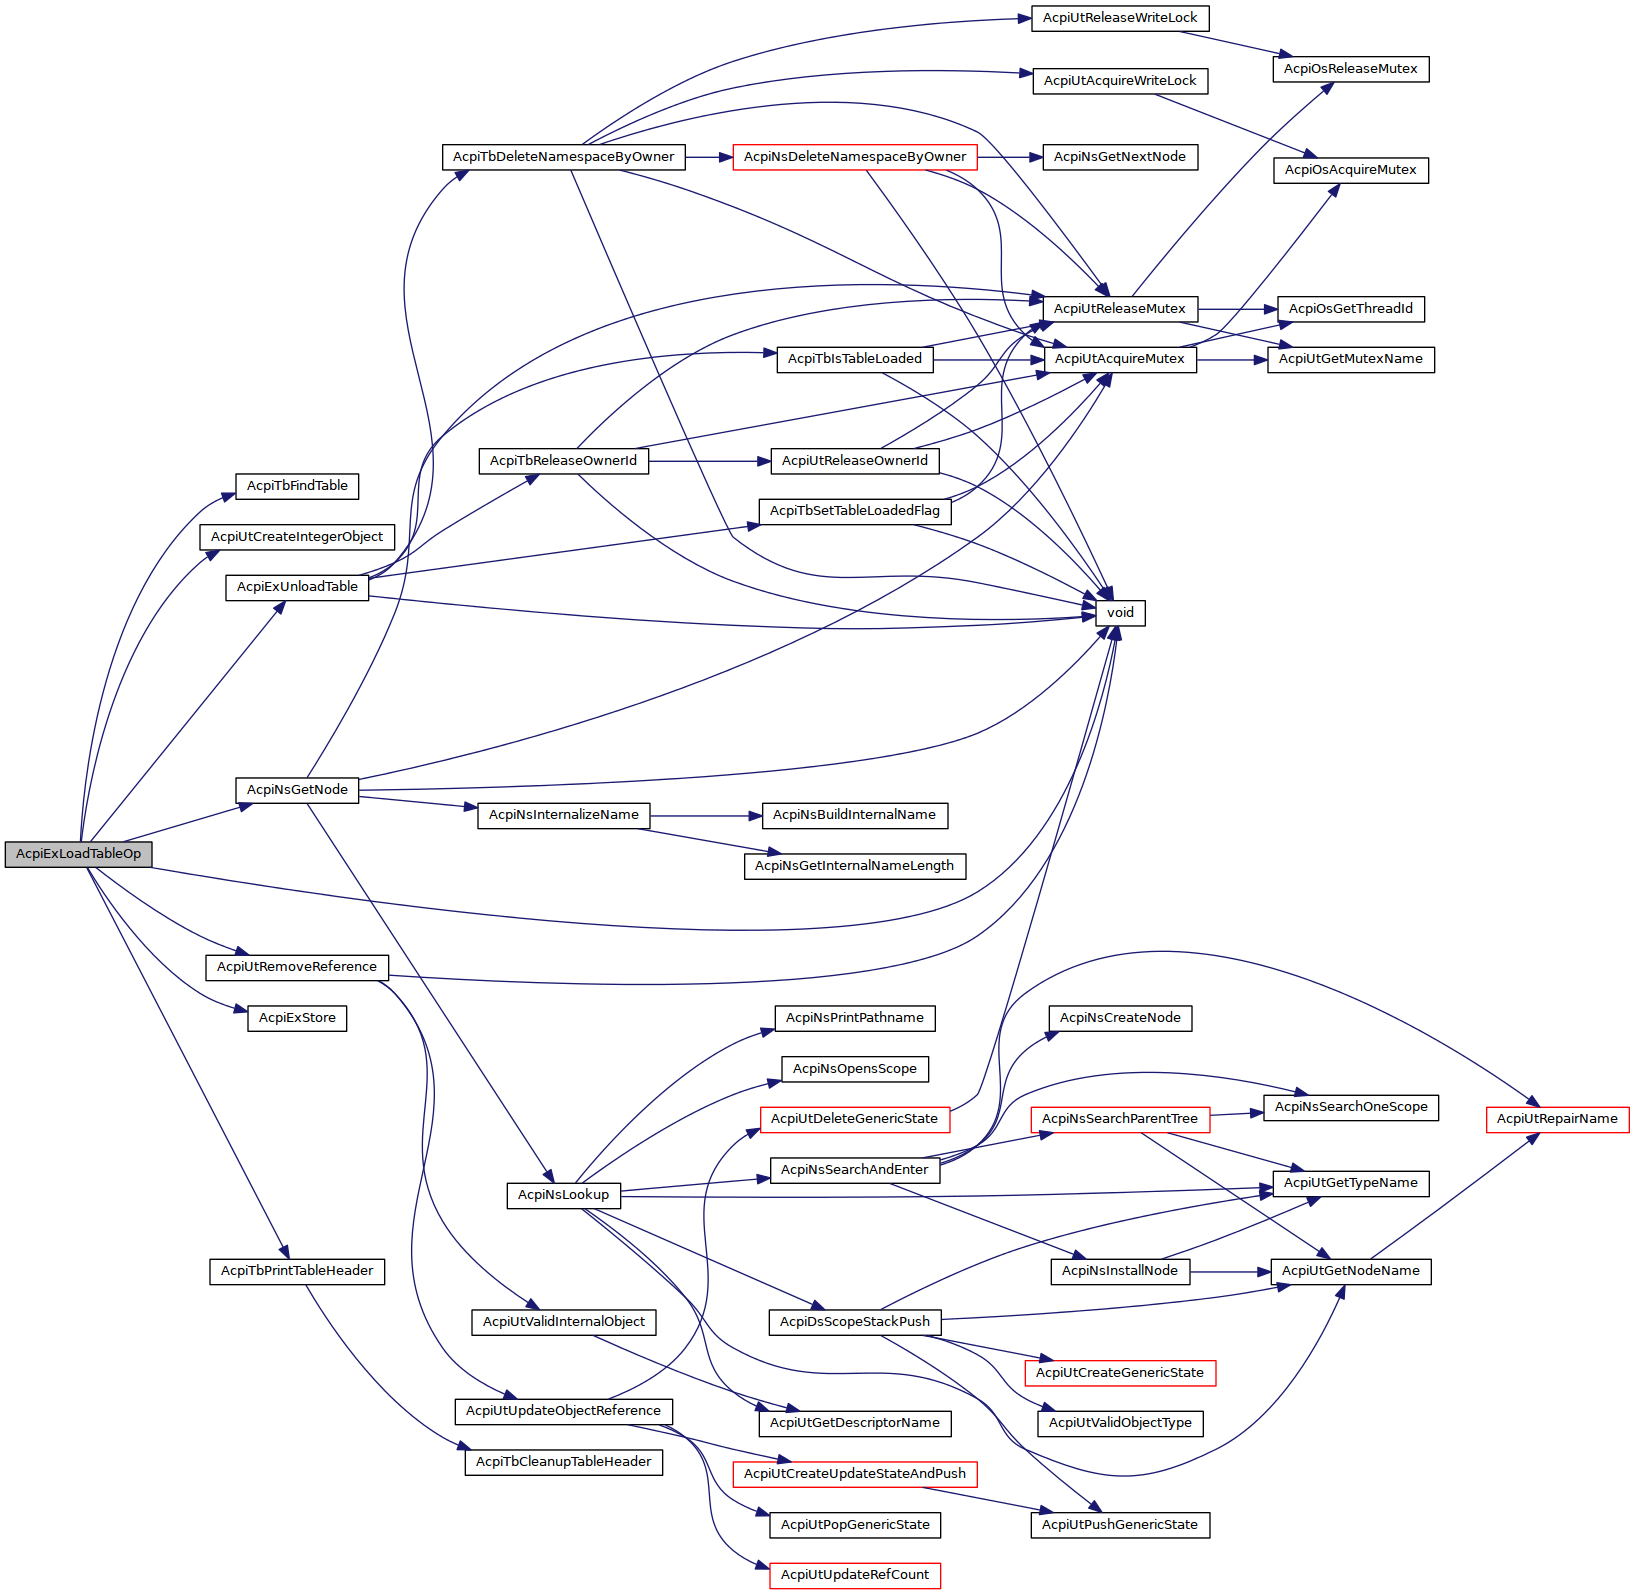 AcpiUtReleaseWriteLock
AcpiOsReleaseMutex
AcpiUtAcquireWriteLock
AcpiTbDeleteNamespaceByOwner
AcpiNsDeleteNamespaceByOwner
AcpiNsGetNextNode
AcpiOsAcquireMutex
AcpiUtReleaseMutex
AcpiOsGetThreadId
AcpiTbIsTableLoaded
AcpiUtAcquireMutex
AcpiUtGetMutexName
AcpiTbReleaseOwnerId
AcpiUtReleaseOwnerId
AcpiTbFindTable
AcpiTbSetTableLoadedFlag
AcpiUtCreateIntegerObject
AcpiExUnloadTable
void
AcpiNsGetNode
AcpiNsInternalizeName
AcpiNsBuildInternalName
AcpiExLoadTableOp
AcpiNsGetInternalNameLength
AcpiUtRemoveReference
AcpiExStore
AcpiNsPrintPathname
AcpiNsCreateNode
AcpiNsOpensScope
AcpiNsSearchOneScope
AcpiUtDeleteGenericState
AcpiNsSearchParentTree
AcpiUtRepairName
AcpiNsSearchAndEnter
AcpiUtGetTypeName
AcpiNsLookup
AcpiTbPrintTableHeader
AcpiNsInstallNode
AcpiUtGetNodeName
AcpiUtValidInternalObject
AcpiDsScopeStackPush
AcpiUtCreateGenericState
AcpiUtUpdateObjectReference
AcpiUtGetDescriptorName
AcpiUtValidObjectType
AcpiTbCleanupTableHeader
AcpiUtCreateUpdateStateAndPush
AcpiUtPopGenericState
AcpiUtPushGenericState
AcpiUtUpdateRefCount